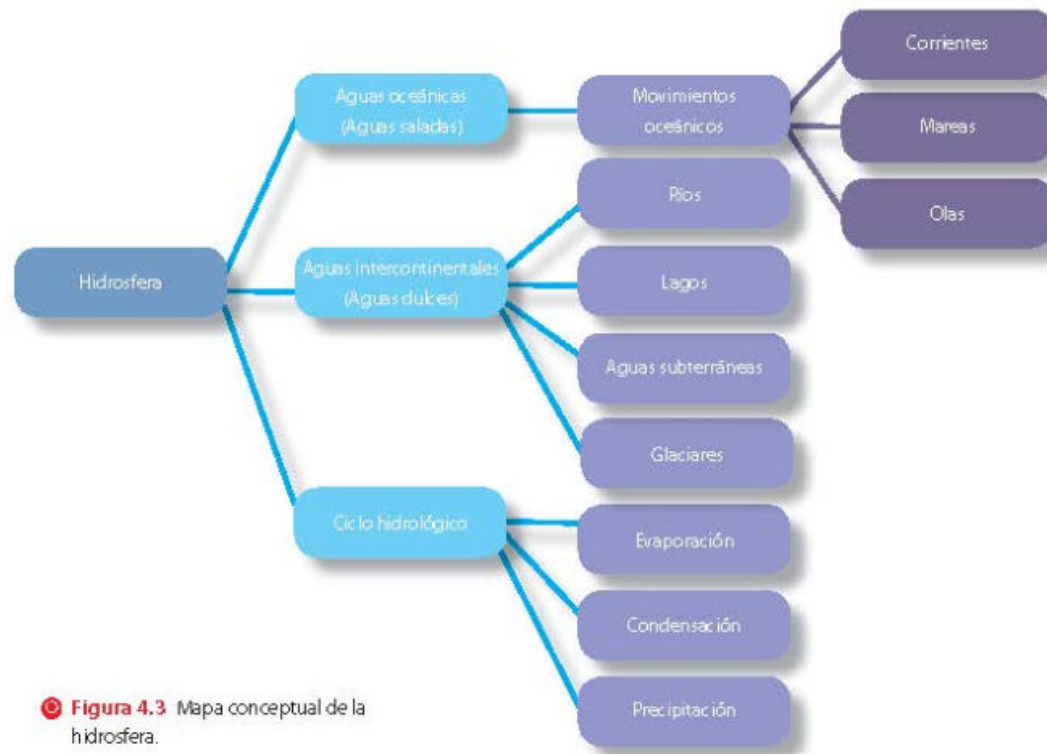 Hidrosfera
Aguas oceánicas
(Aguas saladas)
Movimientos
oceánicos
Corrientes
Mareas
Olas
Aguas intercontinentales
(Aguas dulces)
Ríos
Lagos
Aguas subterráneas
Glaciares
Ciclo hidrológico
Evaporación
Condensación
Precipitación
Figura 4.3 Mapa conceptual de la
hidrosfera.